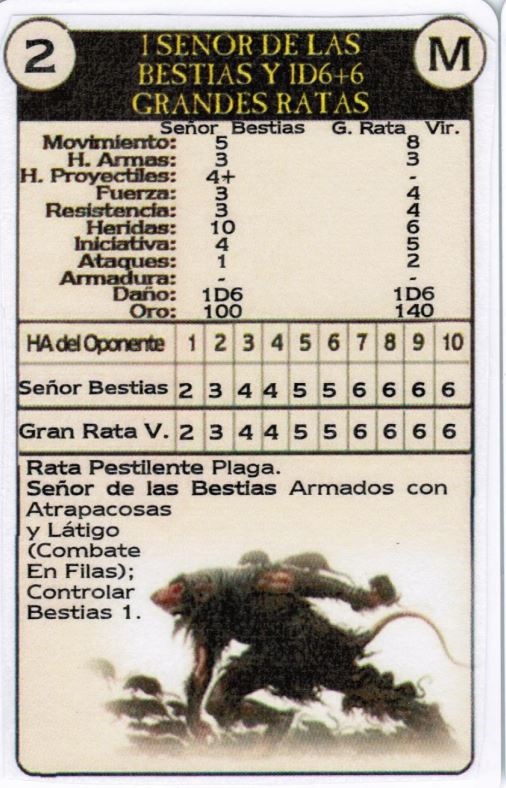 2
1 SEÑOR DE LAS
BESTIAS Y 1D6+6
GRANDES RATAS
M
Señor Bestias G. Rata Vir.
Movimiento: 5 8
H. Armas: 3 3
H. Proyectiles: 4+ -
Fuerza: 3 4
Resistencia: 3 4
Heridas: 10 6
Iniciativa: 4 5
Ataques: 1 2
Armadura: - -
Daño: 1D6 1D6
Oro: 100 140
HA del Oponente 1 2 3 4 5 6 7 8 9 10
Señor Bestias 2 3 4 4 5 5 6 6 6 6
Gran Rata V. 2 3 4 4 5 5 6 6 6 6
Rata Pestilente Plaga.
Señor de las Bestias Armados con
Atrapacosas
y Látigo
(Combate
En Filas);
Controlar
Bestias 1.